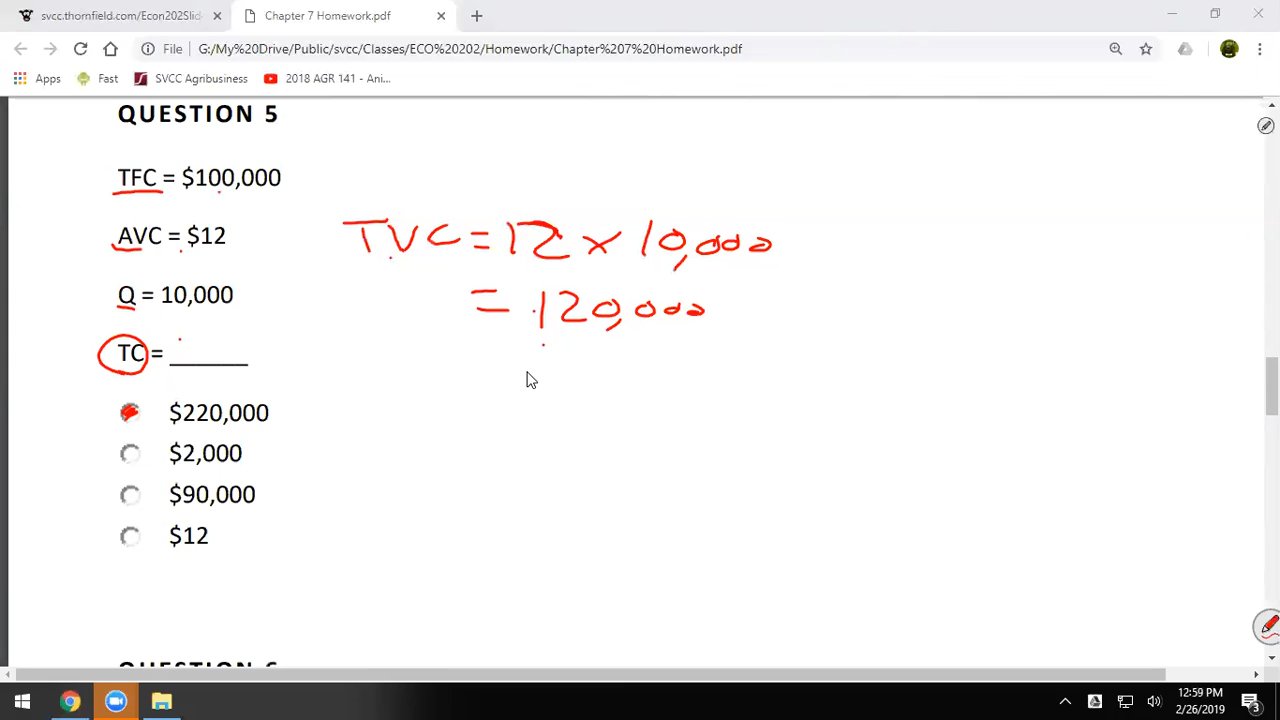 svcc.thornfield.com/Econ202Slid
Chapter 7 Homework.pdf
File
G:/My%20Drive/Public/svcc/Classes/ECO%20202/Homework/Chapter%207%20Homework.pdf
Apps
Fast
SVCC Agribusiness
2018 AGR 141 - Ani...
QUESTION 5
TFC = $100,000
AVC = $12
TVC = 12 x 10,000
Q = 10,000
= 120,000
TC = ______
$220,000
$2,000
$90,000
$12
QUESTION 6
12:59 PM
2/26/2019
3